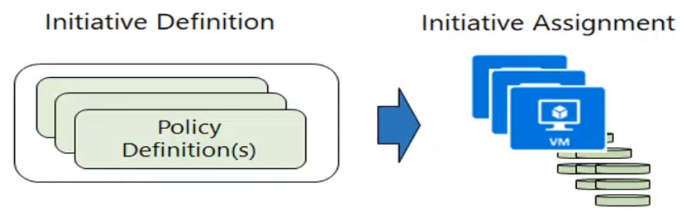 Initiative Definition
Initiative Assignment
Policy
Definition(s)
VM